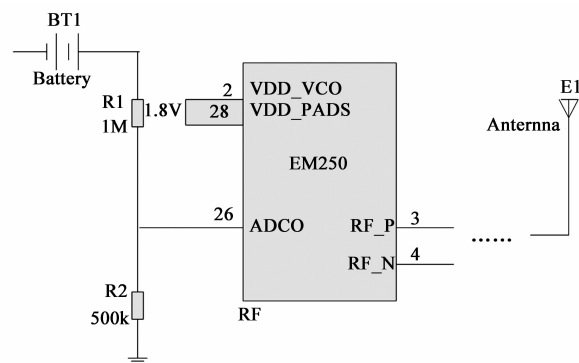 BT1
Battery
R1
1M
1.8V
2
28
VDD_VCO
VDD_PADS
EM250
26
ADCO
RF_P
3
RF_N
4
......
E1
Anternna
R2
500k
RF